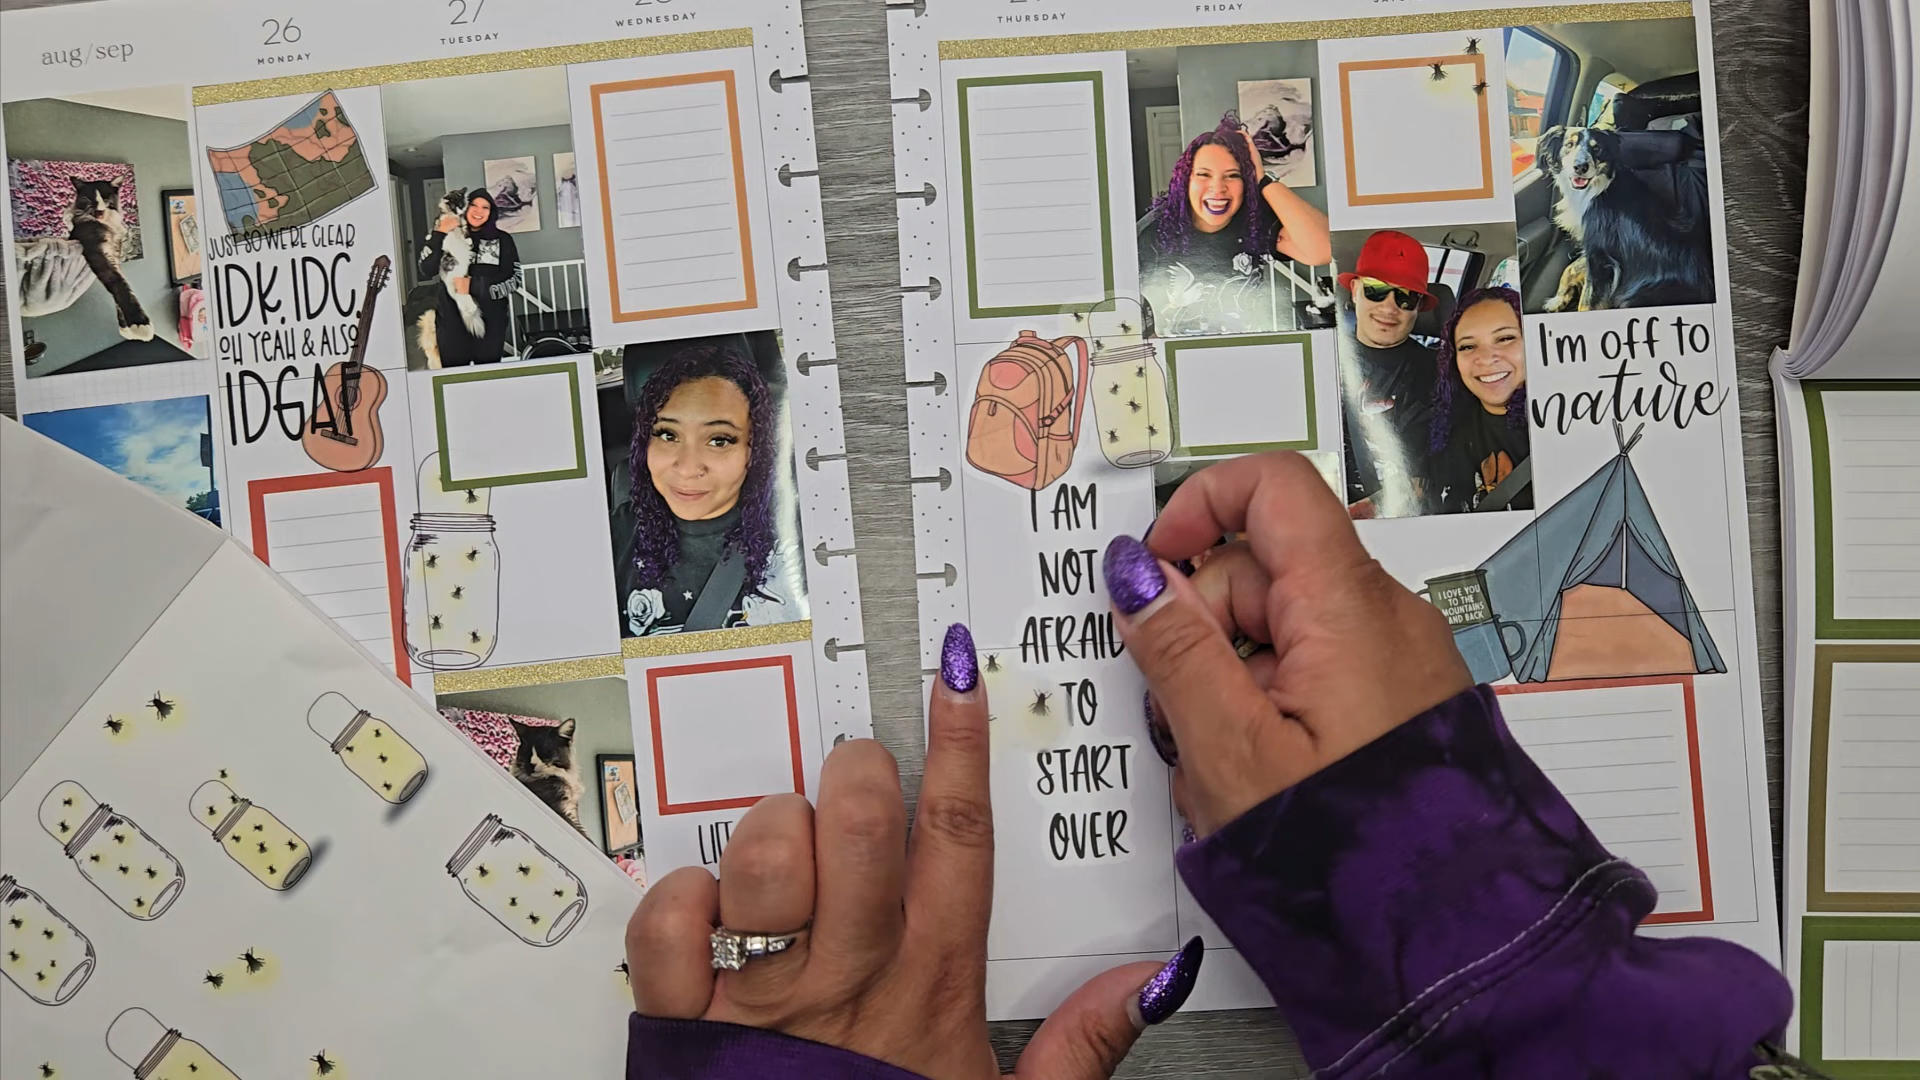 aug/sep
26
MONDAY
27
TUESDAY
WEDNESDAY
THURSDAY
FRIDAY
JUST SO WE'RE CLEAR
IDK, IDC,
OH YEAH & ALSO
IDGAF
I AM
NOT
AFRAID
TO
START
OVER
I'm off to
nature
I LOVE YOU
TO THE
MOUNTAINS
AND BACK